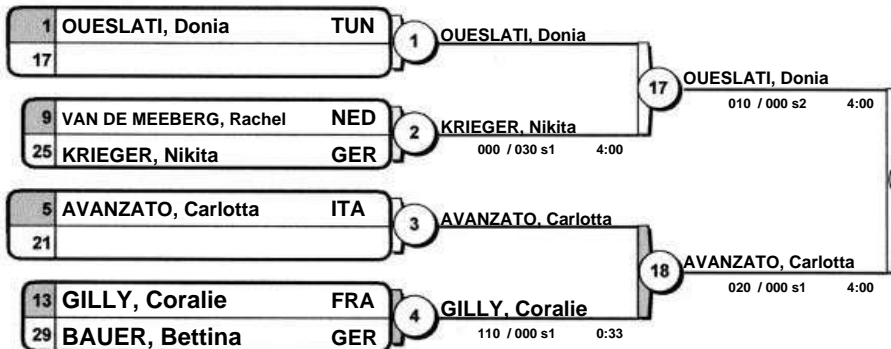 1 OUESLATI, Donia TUN
17
1
OUESLATI, Donia
9 VAN DE MEEBERG, Rachel NED
25 KRIEGER, Nikita GER
2
KRIEGER, Nikita
000 / 030 s1 4:00
17
OUESLATI, Donia
010 / 000 s2 4:00
5 AVANZATO, Carlotta ITA
21
3
AVANZATO, Carlotta
13 GILLY, Coralie FRA
29 BAUER, Bettina GER
4
GILLY, Coralie
110 / 000 s1 0:33
18
AVANZATO, Carlotta
020 / 000 s1 4:00